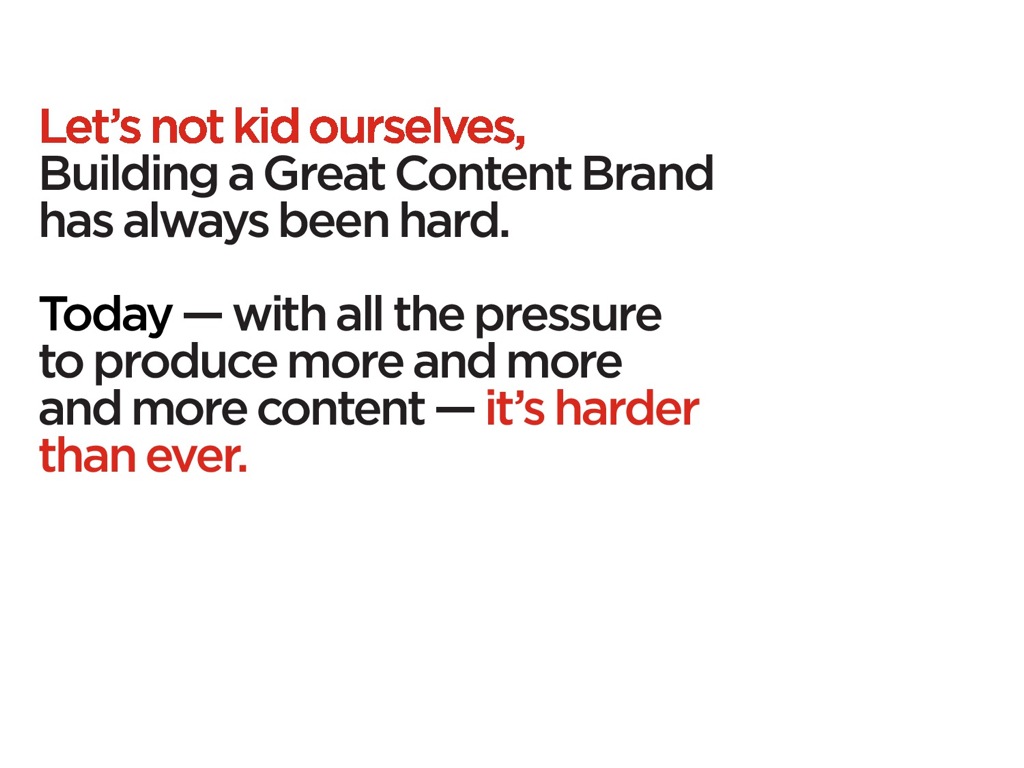 Let’s not kid ourselves,
Building a Great Content Brand
has always been hard.
Today — with all the pressure
to produce more and more
and more content — it’s harder
than ever.